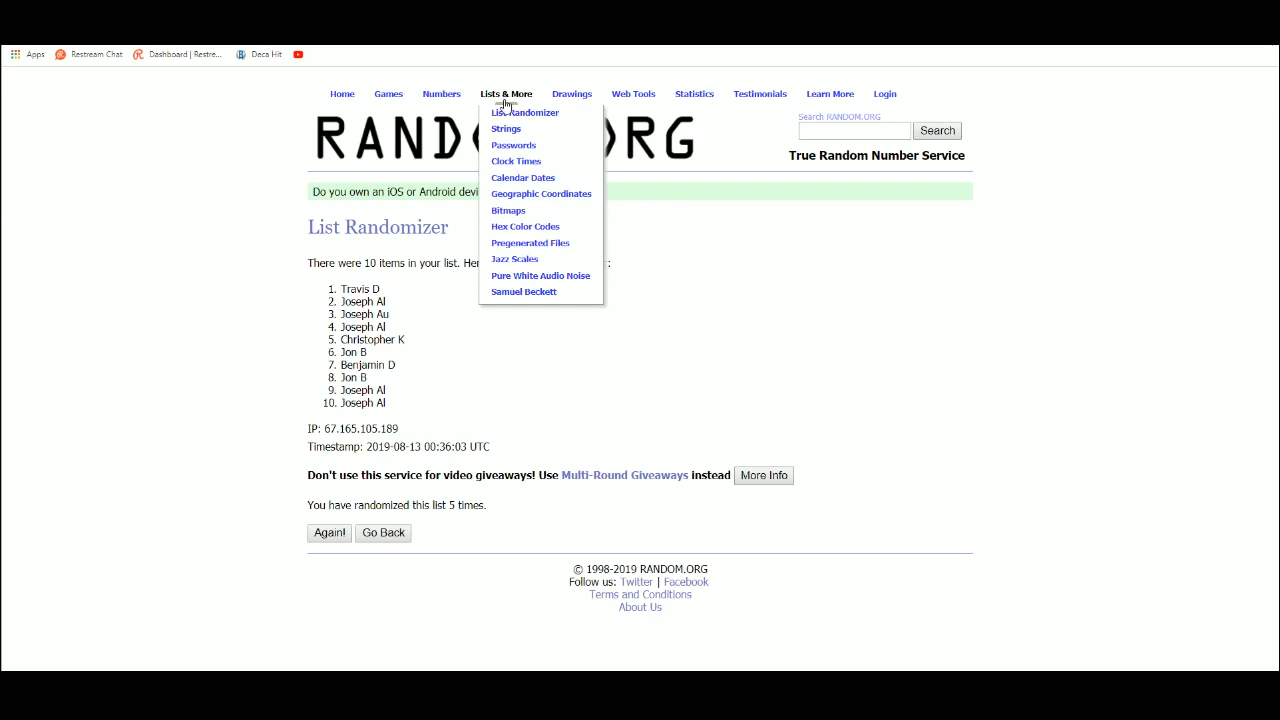 Apps Restream Chat Dashboard | Restre... Deca Hit
Home Games Numbers Lists & More Drawings Web Tools Statistics Testimonials Learn More Login
List Randomizer
Strings
Passwords
Clock Times
Calendar Dates
Geographic Coordinates
Bitmaps
Hex Color Codes
Pregenerated Files
Jazz Scales
Pure White Audio Noise
Samuel Beckett
RAND RG
Search RANDOM.ORG
Search
True Random Number Service
Do you own an iOS or Android devi
List Randomizer
There were 10 items in your list. Her :
1. Travis D
2. Joseph Al
3. Joseph Au
4. Joseph Al
5. Christopher K
6. Jon B
7. Benjamin D
8. Jon B
9. Joseph Al
10. Joseph Al
IP: 67.165.105.189
Timestamp: 2019-08-13 00:36:03 UTC
Don't use this service for video giveaways! Use Multi-Round Giveaways instead More Info
You have randomized this list 5 times.
Again! Go Back
© 1998-2019 RANDOM.ORG
Follow us: Twitter | Facebook
Terms and Conditions
About Us